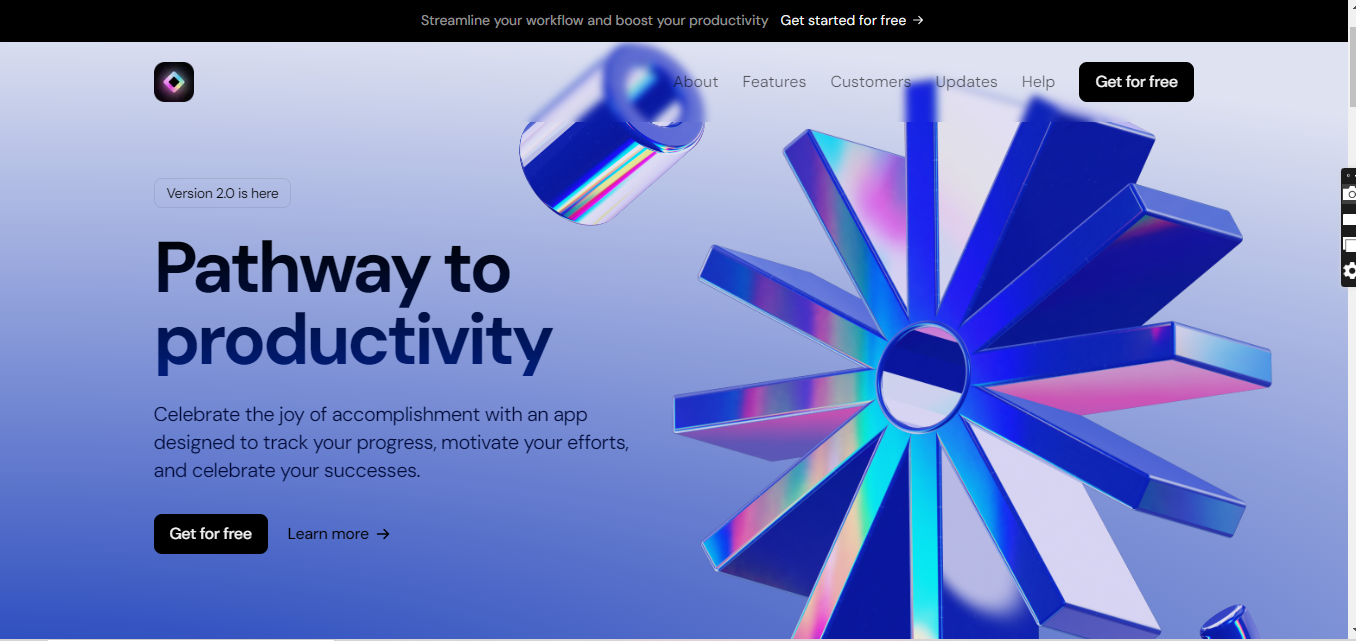 Streamline your workflow and boost your productivity Get started for free →
About Features Customers Updates Help Get for free
Version 2.0 is here
Pathway to
productivity
Celebrate the joy of accomplishment with an app
designed to track your progress, motivate your efforts,
and celebrate your successes.
Get for free Learn more →